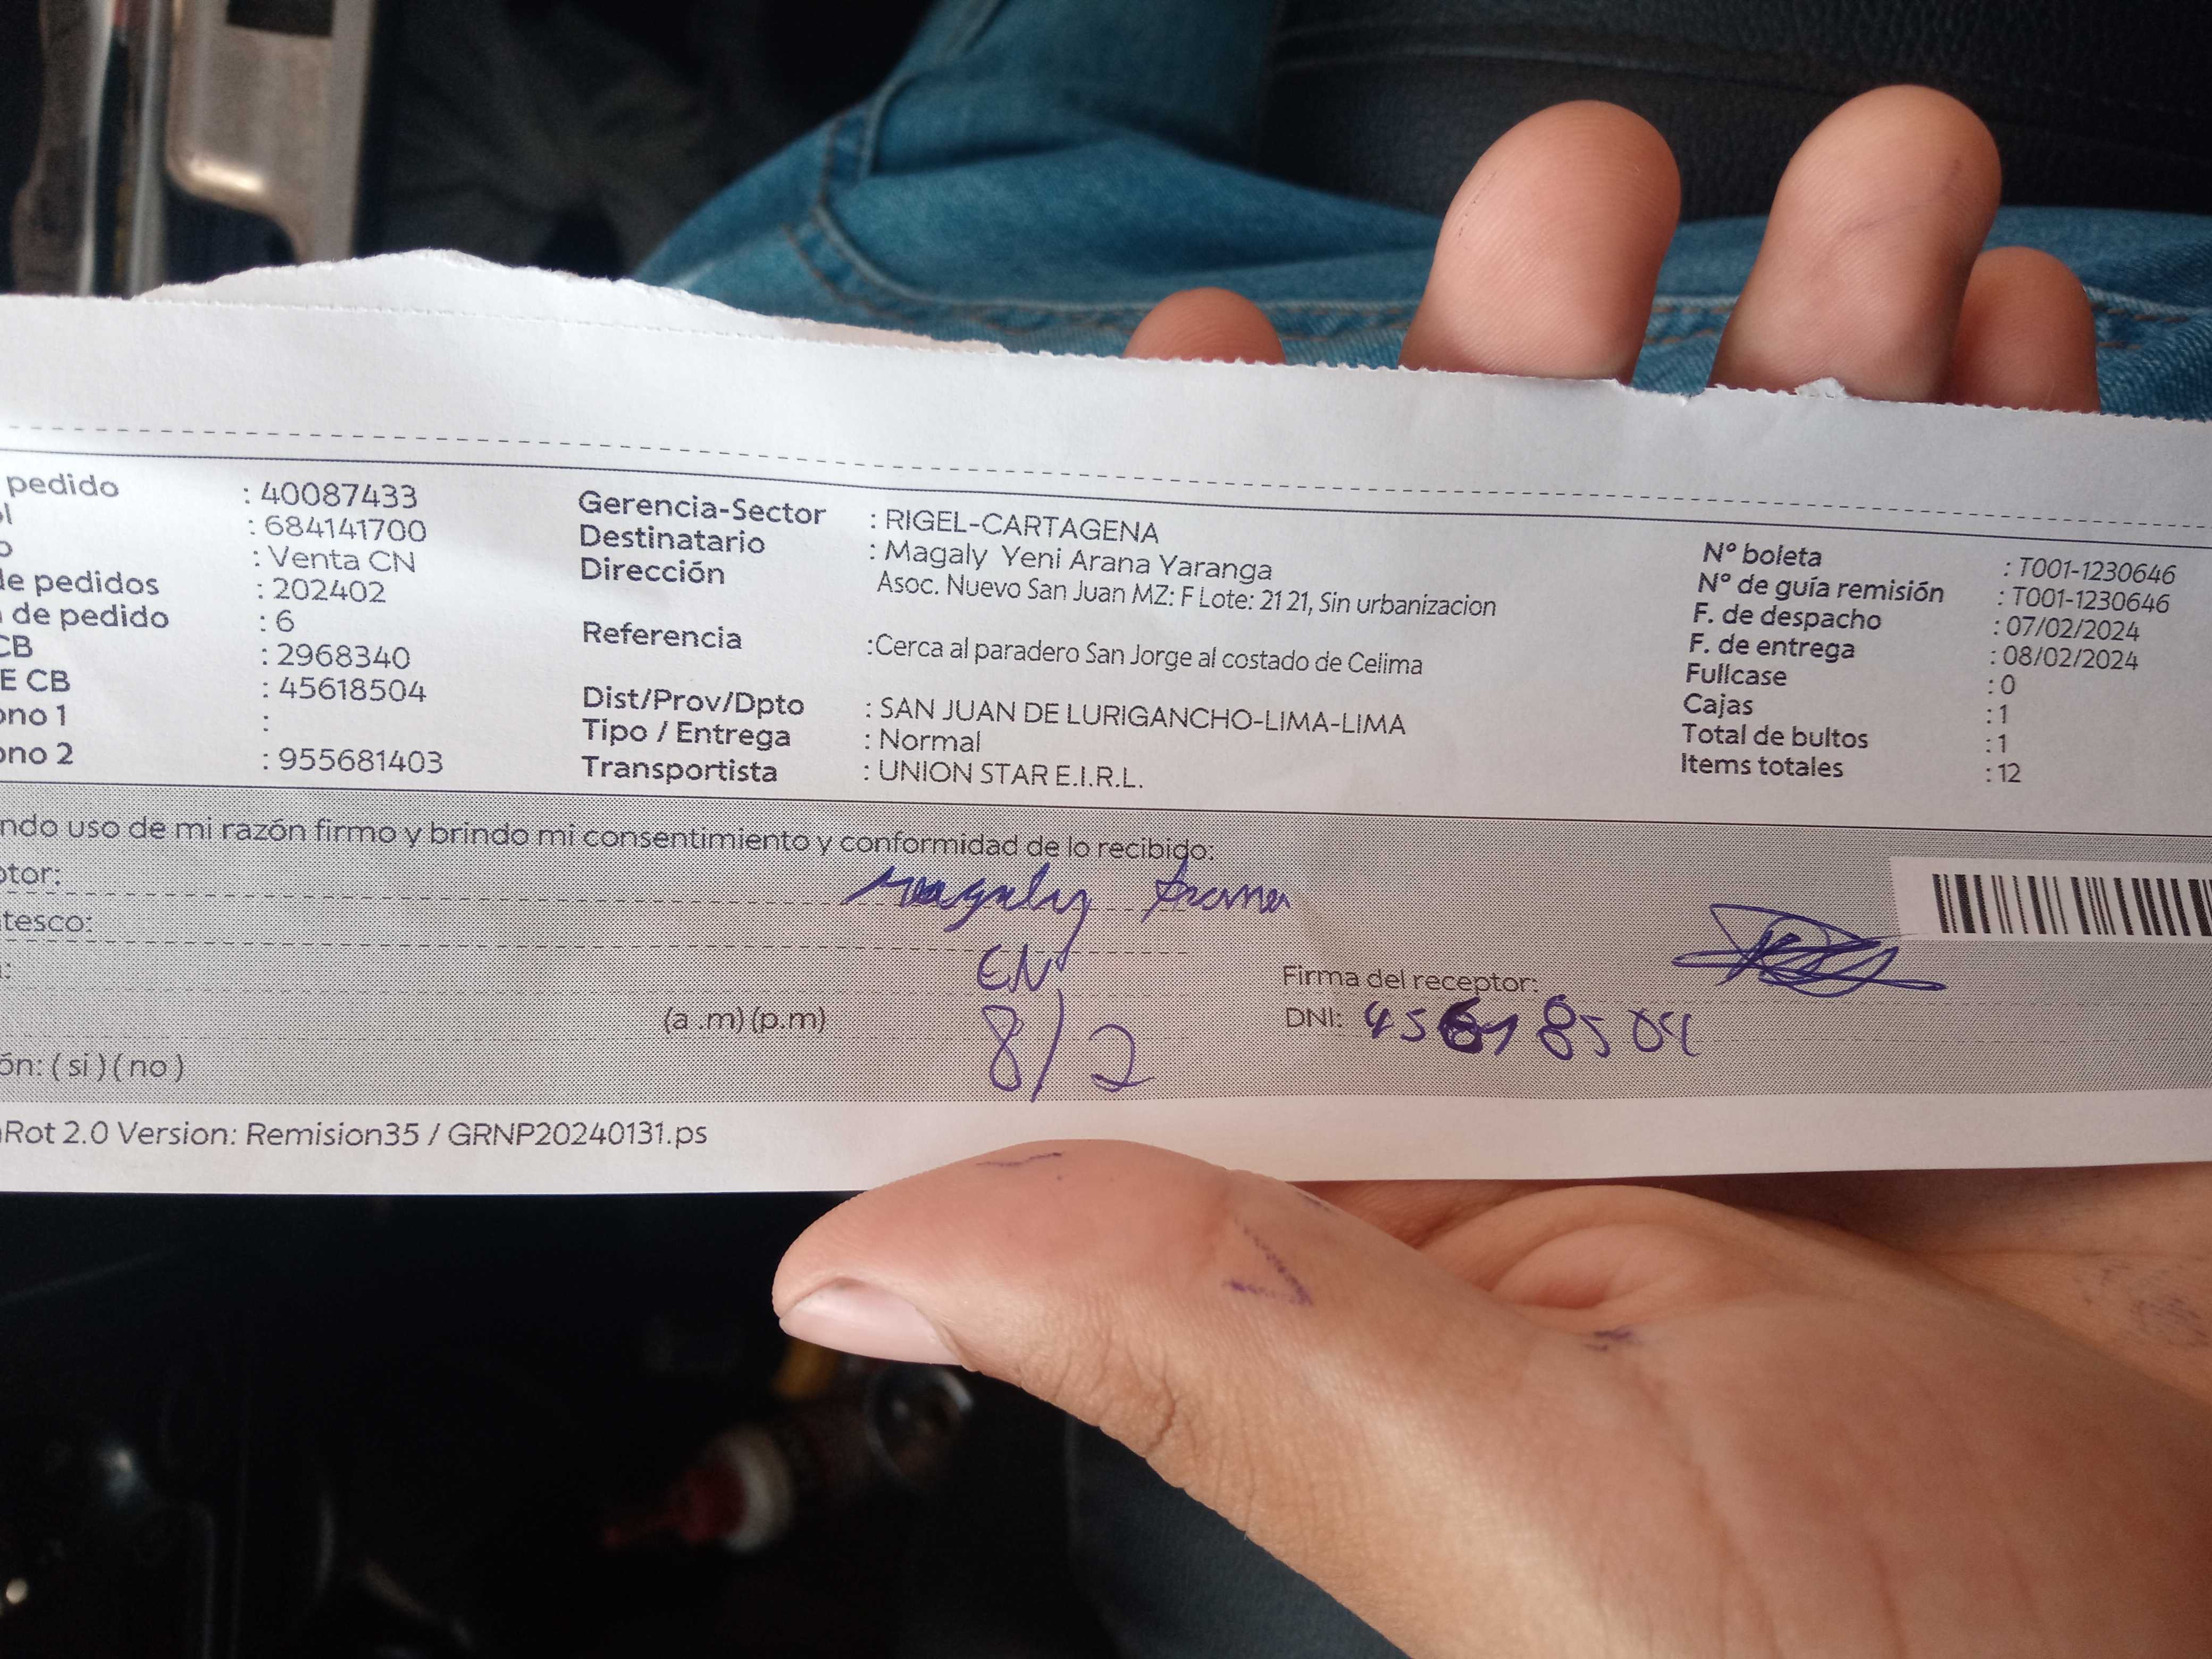 pedido : 40087433
: 684141700
: Venta CN
de pedidos : 202402
de pedido : 6
CB : 2968340
E CB : 45618504
ono 1 :
ono 2 : 955681403
Gerencia-Sector : RIGEL-CARTAGENA
Destinatario : Magaly Yeni Arana Yaranga
Dirección Asoc. Nuevo San Juan MZ: F Lote: 21 21, Sin urbanizacion
Referencia :Cerca al paradero San Jorge al costado de Celima
Dist/Prov/Dpto : SAN JUAN DE LURIGANCHO-LIMA-LIMA
Tipo / Entrega : Normal
Transportista : UNION STAR E.I.R.L.
N° boleta : T001-1230646
N° de guía remisión : T001-1230646
F. de despacho : 07/02/2024
F. de entrega : 08/02/2024
Fullcase : 0
Cajas : 1
Total de bultos : 1
Items totales : 12
ndo uso de mi razón firmo y brindo mi consentimiento y conformidad de lo recibido:
ptor: Magaly Arana
tesco: CN
Firma del receptor:
(a .m) (p.m) 8/2
DNI: 45618504
ón: ( si ) ( no )
Rot 2.0 Version: Remision35 / GRNP20240131.ps